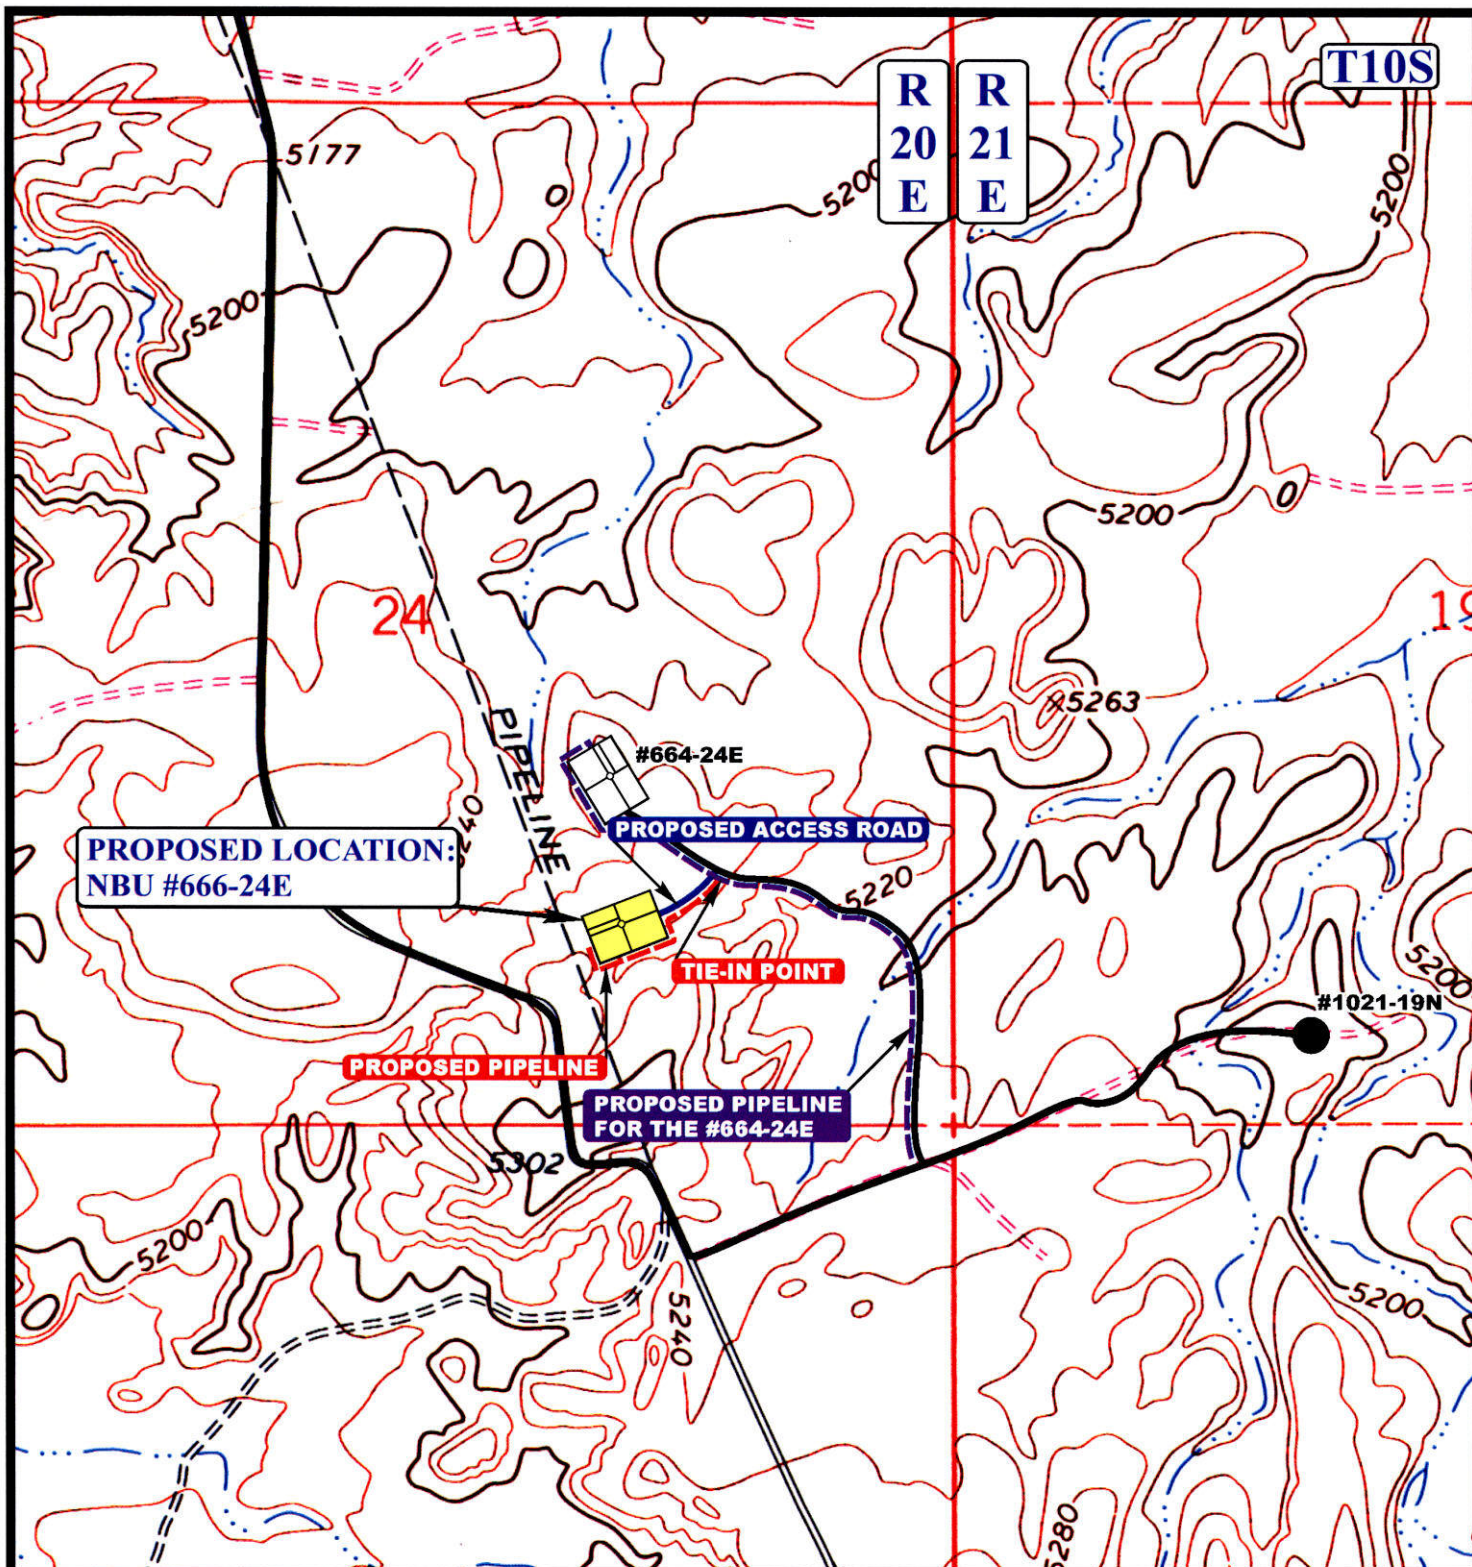 T10S
R R
20 21
E E
5177
5200
5200
5200
5200
24
19
5263
PIPELINE
#664-24E
5240
PROPOSED ACCESS ROAD
PROPOSED LOCATION:
NBU #666-24E
5220
TIE-IN POINT
5200
#1021-19N
PROPOSED PIPELINE
PROPOSED PIPELINE
FOR THE #664-24E
5302
5200
5240
5200
5280